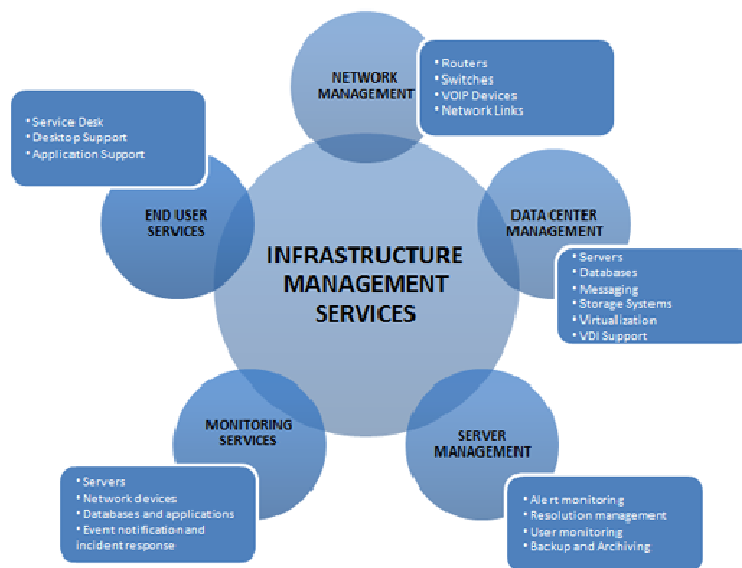 NETWORK
MANAGEMENT
• Routers
• Switches
• VOIP Devices
• Network Links
• Service Desk
• Desktop Support
• Application Support
END USER
SERVICES
DATA CENTER
MANAGEMENT
• Servers
• Databases
• Messaging
• Storage Systems
• Virtualization
• VDI Support
INFRASTRUCTURE
MANAGEMENT
SERVICES
MONITORING
SERVICES
• Servers
• Network devices
• Databases and applications
• Event notification and
incident response
SERVER
MANAGEMENT
• Alert monitoring
• Resolution management
• User monitoring
• Backup and Archiving